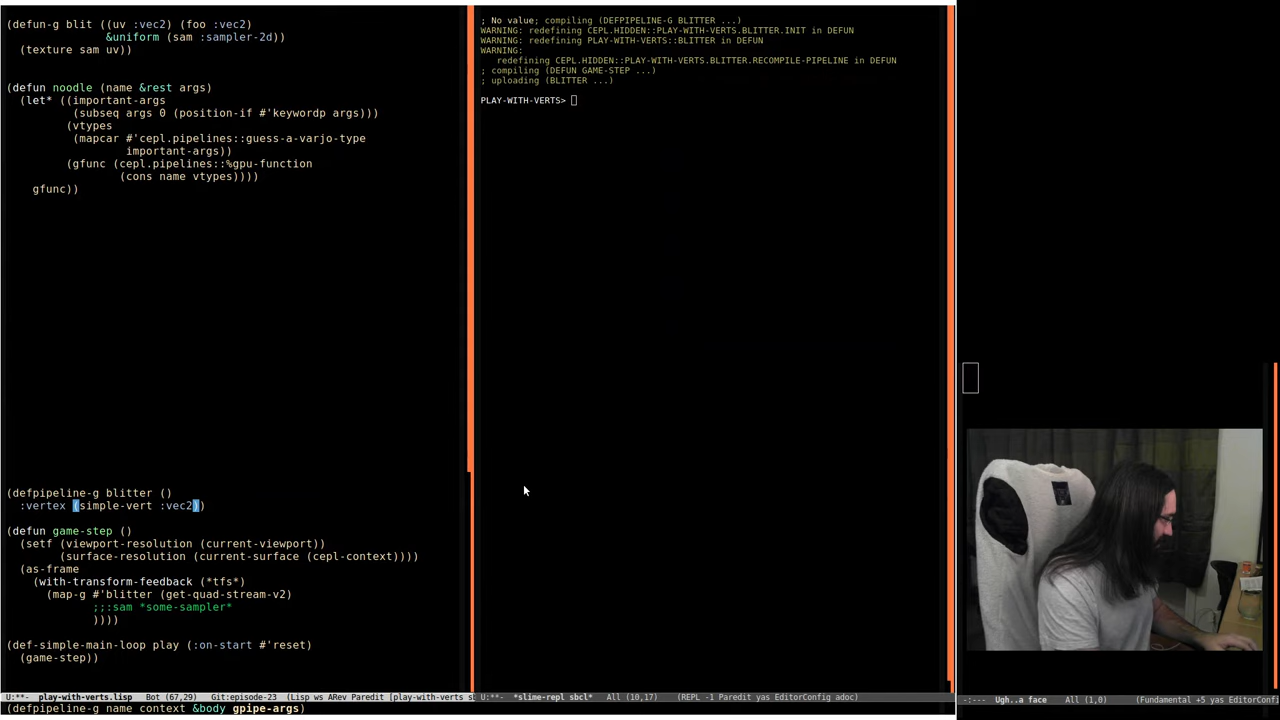 (defun-g blit ((uv :vec2) (foo :vec2)
               &uniform (sam :sampler-2d))
  (texture sam uv))
(defun noodle (name &rest args)
  (let* ((important-args
          (subseq args 0 (position-if #'keywordp args)))
         (vtypes
          (mapcar #'cepl.pipelines::guess-a-varjo-type
                  important-args))
         (gfunc (cepl.pipelines::%gpu-function
                 (cons name vtypes))))
    gfunc))
(defpipeline-g blitter ()
  :vertex (simple-vert :vec2))
(defun game-step ()
  (setf (viewport-resolution (current-viewport))
        (surface-resolution (current-surface (cepl-context))))
  (as-frame
    (with-transform-feedback (*tfs*)
      (map-g #'blitter (get-quad-stream-v2)
             ;;:sam *some-sampler*
             ))))
(def-simple-main-loop play (:on-start #'reset)
  (game-step))
U:**-  play-with-verts.lisp   Bot (67,29)   Git:episode-23  (Lisp ws ARev Paredit [play-with-verts s
(defpipeline-g name context &body gpipe-args)
; No value; compiling (DEFPIPELINE-G BLITTER ...)
WARNING: redefining CEPL.HIDDEN::PLAY-WITH-VERTS.BLITTER.INIT in DEFUN
WARNING: redefining PLAY-WITH-VERTS::BLITTER in DEFUN
WARNING:
   redefining CEPL.HIDDEN::PLAY-WITH-VERTS.BLITTER.RECOMPILE-PIPELINE in DEFUN
; compiling (DEFUN GAME-STEP ...)
; uploading (BLITTER ...)
PLAY-WITH-VERTS>
U:**-  *slime-repl sbcl*   All (10,17)    (REPL -1 Paredit yas EditorConfig adoc)
-:---  Ugh..a face    All (1,0)    (Fundamental +5 yas EditorConfi